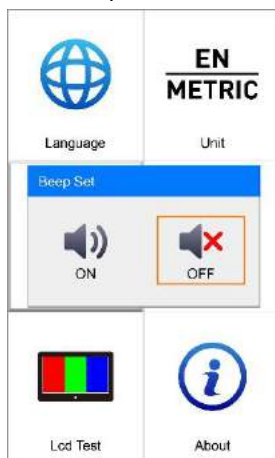 EN
METRIC
Language
Unit
Beep Set
ON
OFF
Lcd Test
About